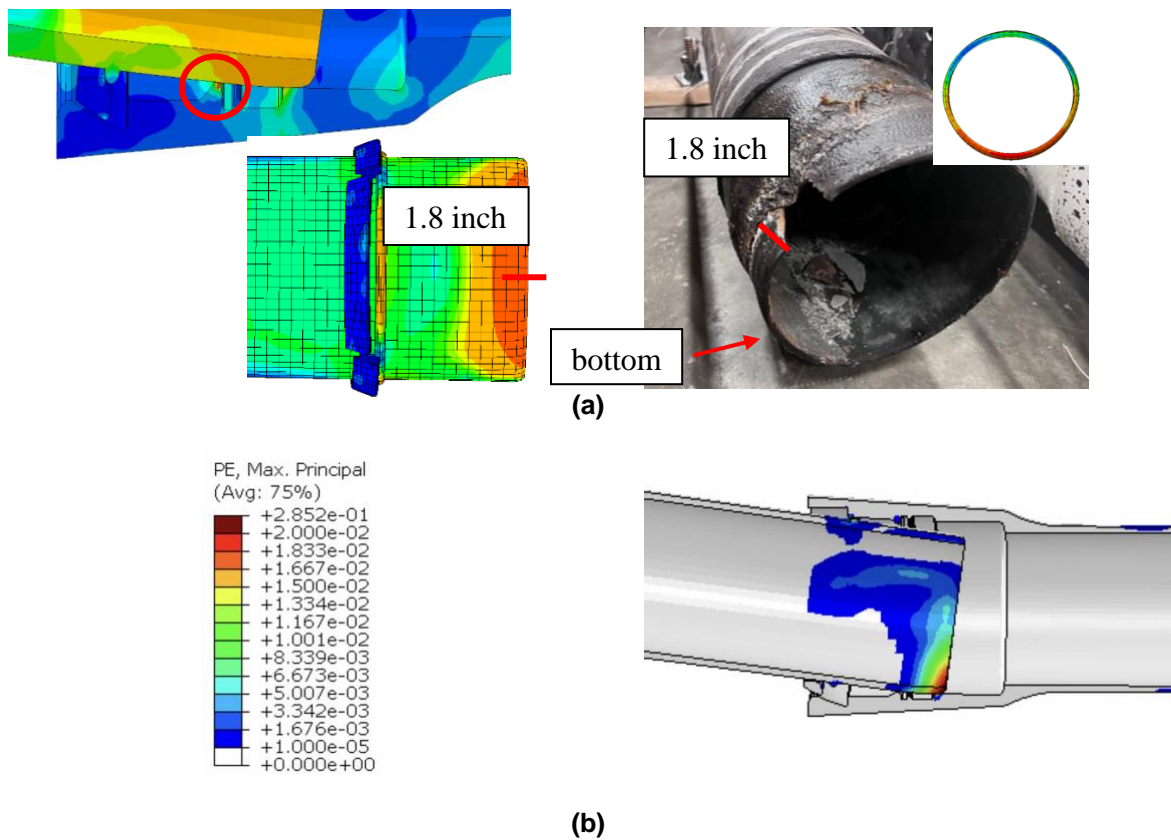 1.8 inch
1.8 inch
bottom
(a)
PE, Max. Principal
(Avg: 75%)
+2.852e-01
+2.000e-02
+1.833e-02
+1.667e-02
+1.500e-02
+1.334e-02
+1.167e-02
+1.001e-02
+8.339e-03
+6.673e-03
+5.007e-03
+3.342e-03
+1.676e-03
+1.000e-05
+0.000e+00
(b)